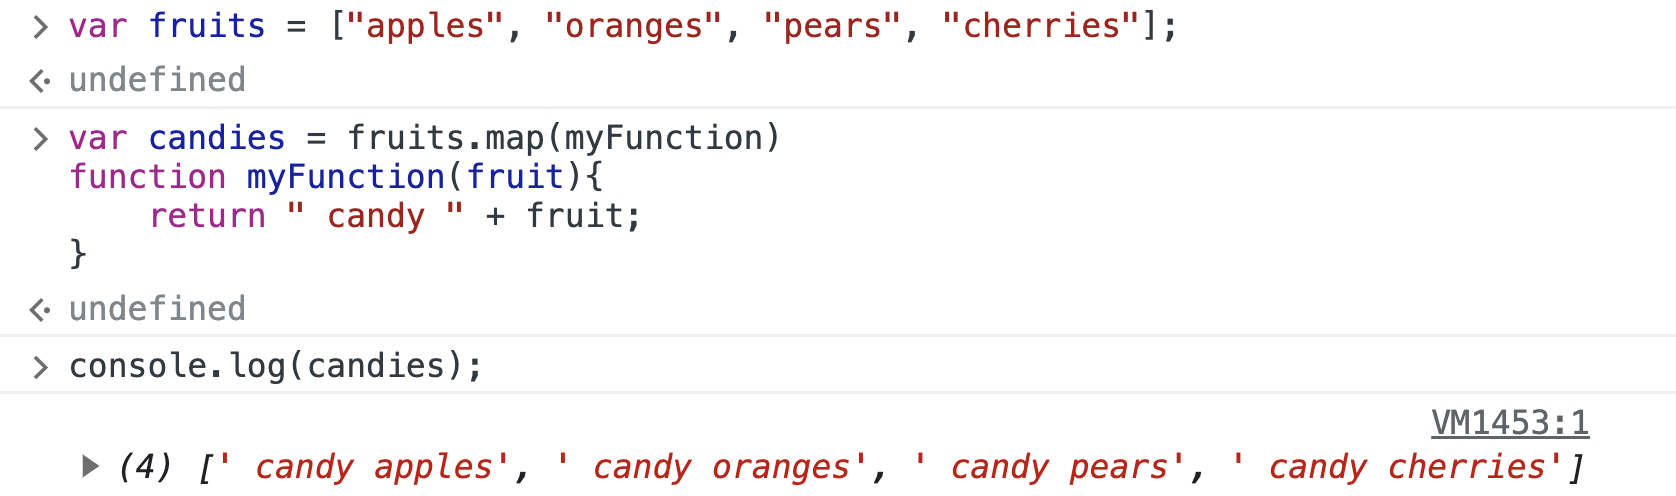 > var fruits = ["apples", "oranges", "pears", "cherries"];
<· undefined
> var candies = fruits.map(myFunction)
function myFunction(fruit){
    return " candy " + fruit;
}
<· undefined
> console.log(candies);
VM1453:1
▶ (4) [' candy apples', ' candy oranges', ' candy pears', ' candy cherries']